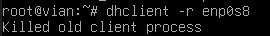 root@vian:~# dhclient -r enp0s8
Killed old client process